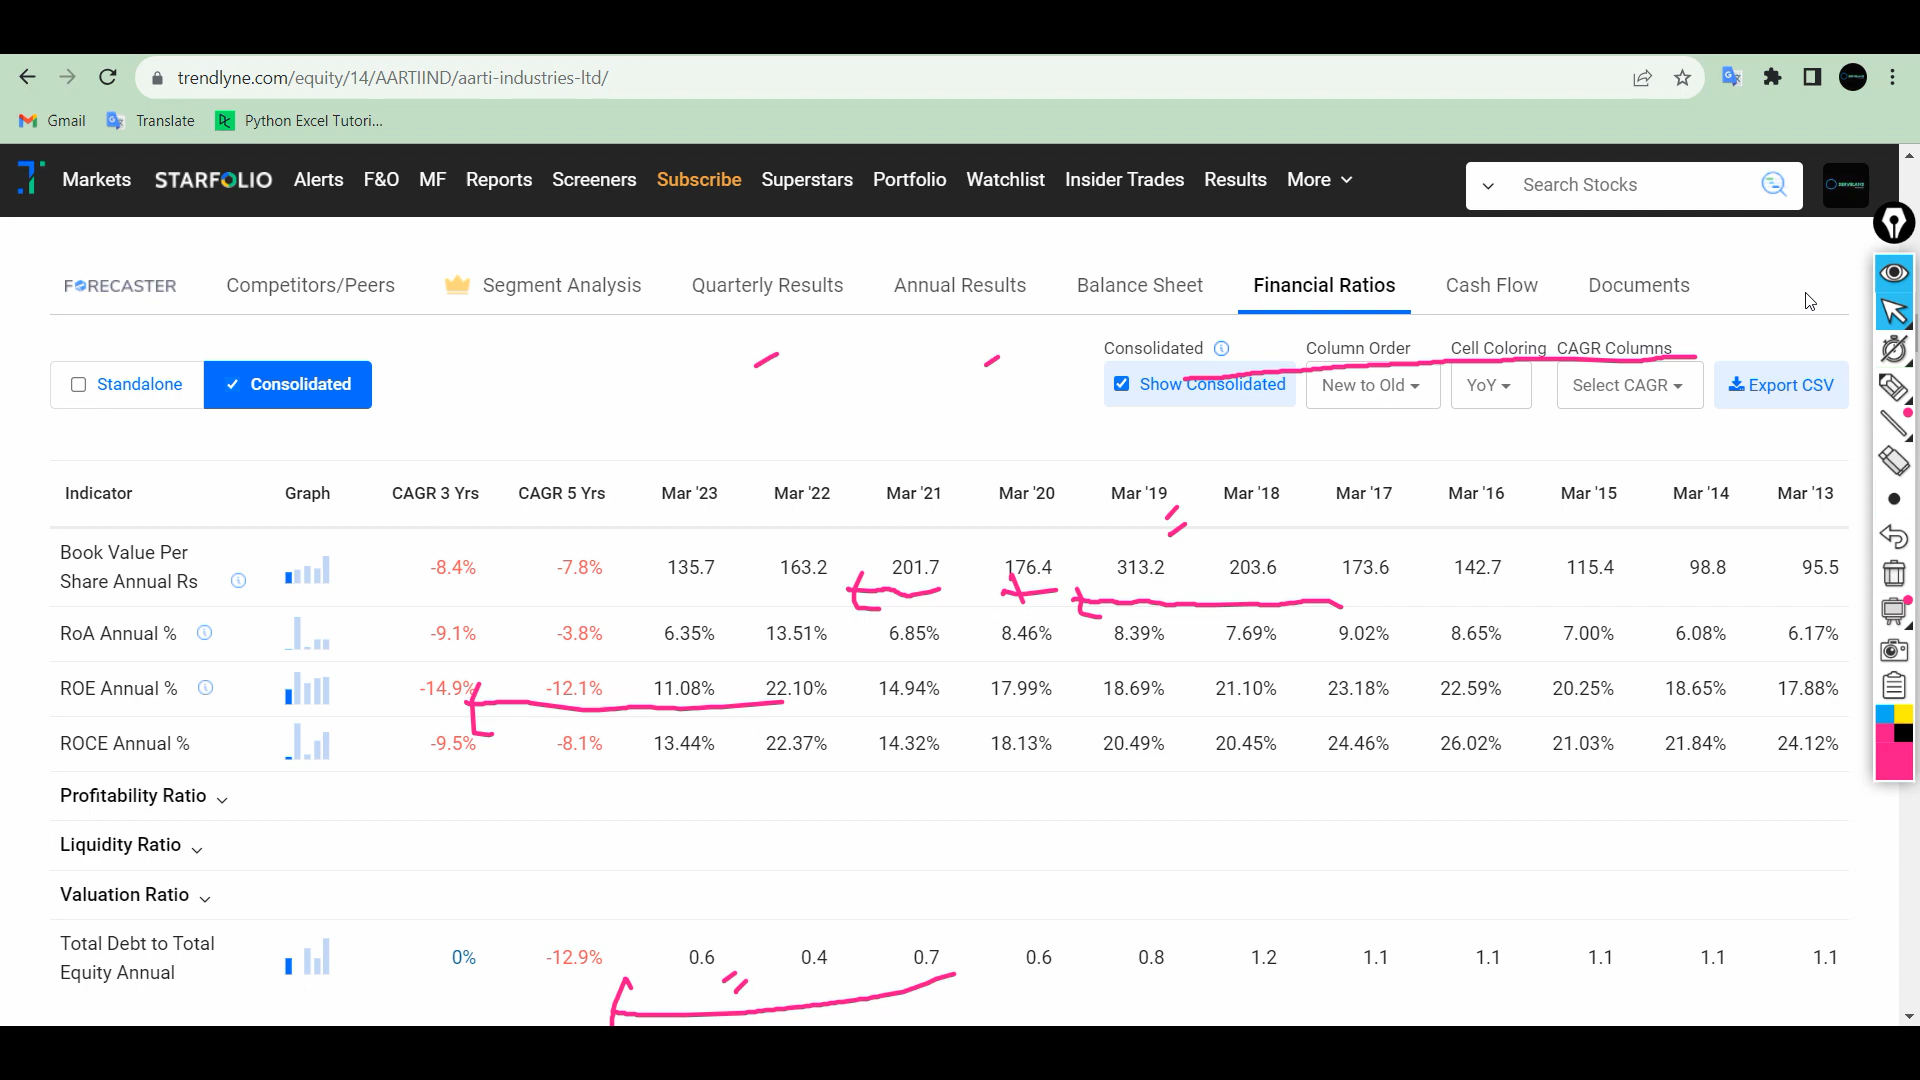 trendlyne.com/equity/14/AARTIIND/aarti-industries-ltd/
Gmail Translate Python Excel Tutori...
Markets STARFOLIO Alerts F&O MF Reports Screeners Subscribe Superstars Portfolio Watchlist Insider Trades Results More Search Stocks
FORECASTER Competitors/Peers Segment Analysis Quarterly Results Annual Results Balance Sheet Financial Ratios Cash Flow Documents
Consolidated Column Order Cell Coloring CAGR Columns
Standalone Consolidated Show Consolidated New to Old YoY Select CAGR Export CSV
Indicator Graph CAGR 3 Yrs CAGR 5 Yrs Mar '23 Mar '22 Mar '21 Mar '20 Mar '19 Mar '18 Mar '17 Mar '16 Mar '15 Mar '14 Mar '13
Book Value Per
Share Annual Rs -8.4% -7.8% 135.7 163.2 201.7 176.4 313.2 203.6 173.6 142.7 115.4 98.8 95.5
RoA Annual % -9.1% -3.8% 6.35% 13.51% 6.85% 8.46% 8.39% 7.69% 9.02% 8.65% 7.00% 6.08% 6.17%
ROE Annual % -14.9% -12.1% 11.08% 22.10% 14.94% 17.99% 18.69% 21.10% 23.18% 22.59% 20.25% 18.65% 17.88%
ROCE Annual % -9.5% -8.1% 13.44% 22.37% 14.32% 18.13% 20.49% 20.45% 24.46% 26.02% 21.03% 21.84% 24.12%
Profitability Ratio
Liquidity Ratio
Valuation Ratio
Total Debt to Total
Equity Annual 0% -12.9% 0.6 0.4 0.7 0.6 0.8 1.2 1.1 1.1 1.1 1.1 1.1